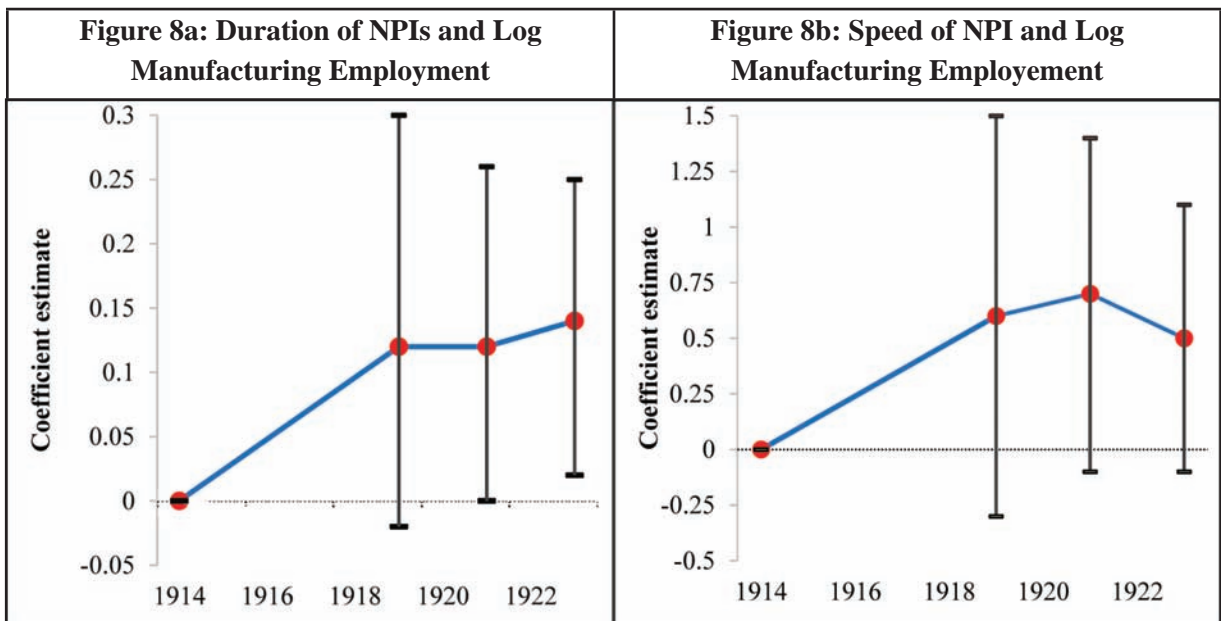 Figure 8a: Duration of NPIs and Log
Manufacturing Employment
Figure 8b: Speed of NPI and Log
Manufacturing Employement
Coefficient estimate
0.3
0.25
0.2
0.15
0.1
0.05
0
-0.05
1914 1916 1918 1920 1922
Coefficient estimate
1.5
1.25
1
0.75
0.5
0.25
0
-0.25
-0.5
1914 1916 1918 1920 1922